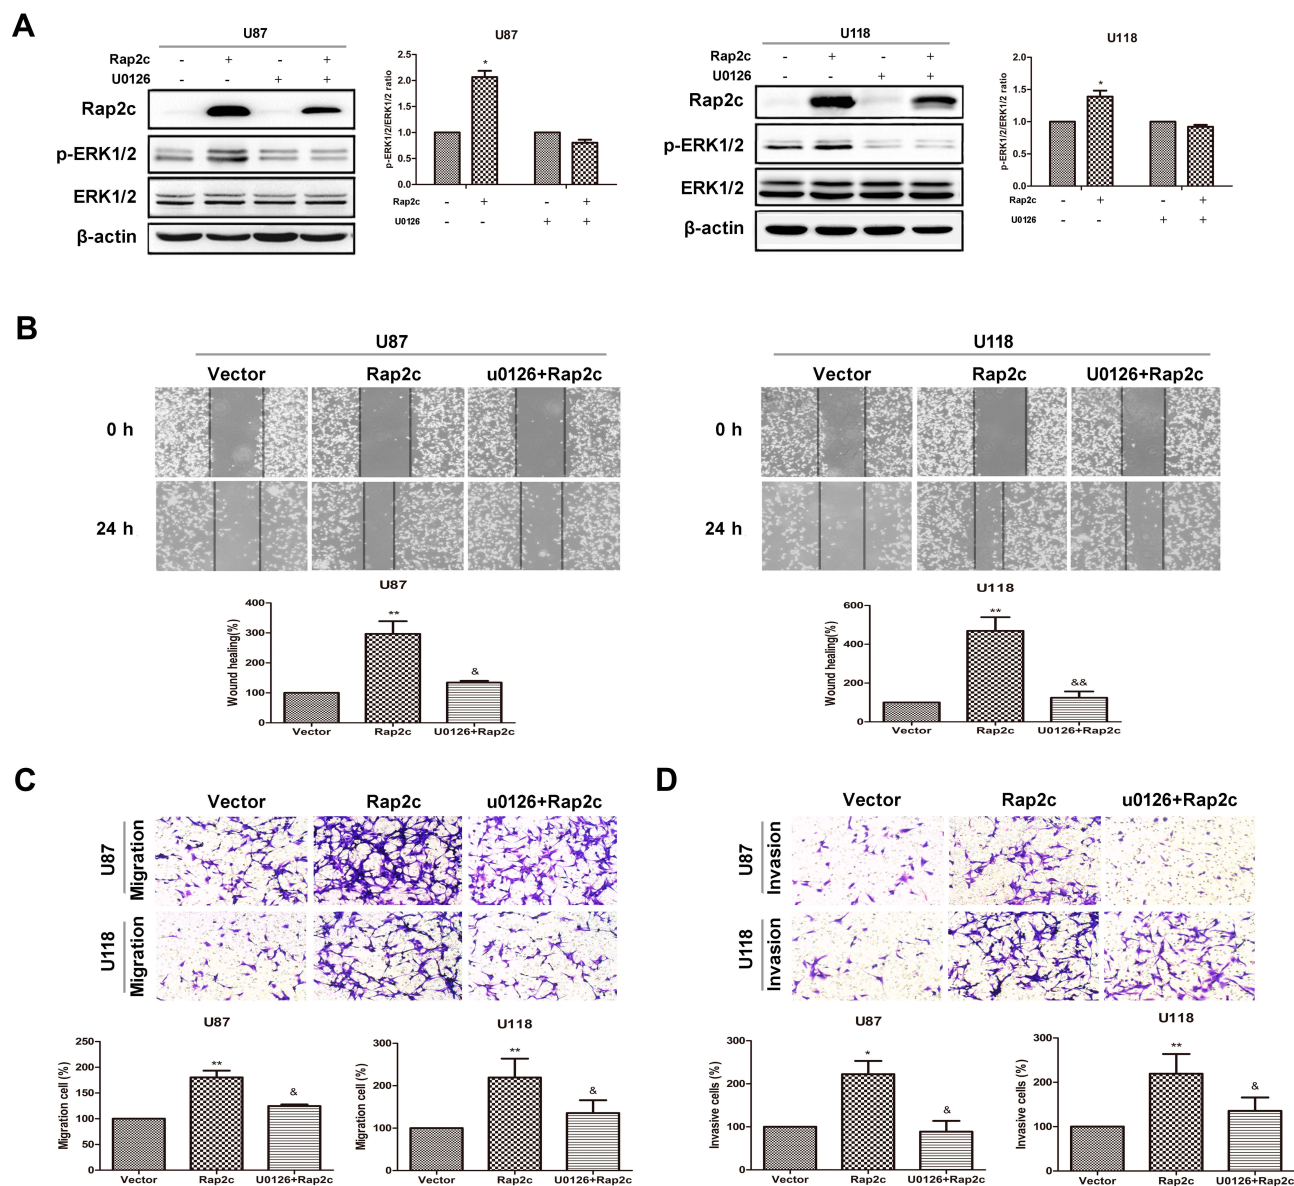 A
U87
Rap2c - + - +
U0126 - - + +
Rap2c
p-ERK1/2
ERK1/2
β-actin
U87
p-ERK1/2/ERK1/2 ratio
2.5
2.0
1.5
1.0
0.5
0.0
*
Rap2c - + - +
U0126 - - + +
U118
Rap2c - + - +
U0126 - - + +
Rap2c
p-ERK1/2
ERK1/2
β-actin
U118
p-ERK1/2/ERK1/2 ratio
2.0
1.5
1.0
0.5
0.0
*
Rap2c - + - +
U0126 - - + +
B
U87
Vector Rap2c u0126+Rap2c
0 h
24 h
U87
Wound healing(%)
400
300
200
100
0
**
&
Vector Rap2c U0126+Rap2c
U118
Vector Rap2c U0126+Rap2c
0 h
24 h
U118
Wound healing(%)
600
400
200
0
**
&&
Vector Rap2c U0126+Rap2c
C
Vector Rap2c u0126+Rap2c
U87
Migration
U118
Migration
U87
Migration cell (%)
250
200
150
100
50
0
**
&
Vector Rap2c U0126+Rap2c
U118
Migration cell (%)
300
200
100
0
**
&
Vector Rap2c U0126+Rap2c
D
Vector Rap2c u0126+Rap2c
U87
Invasion
U118
Invasion
U87
Invasive cells (%)
300
200
100
0
*
&
Vector Rap2c U0126+Rap2c
U118
Invasive cells (%)
300
200
100
0
**
&
Vector Rap2c U0126+Rap2c